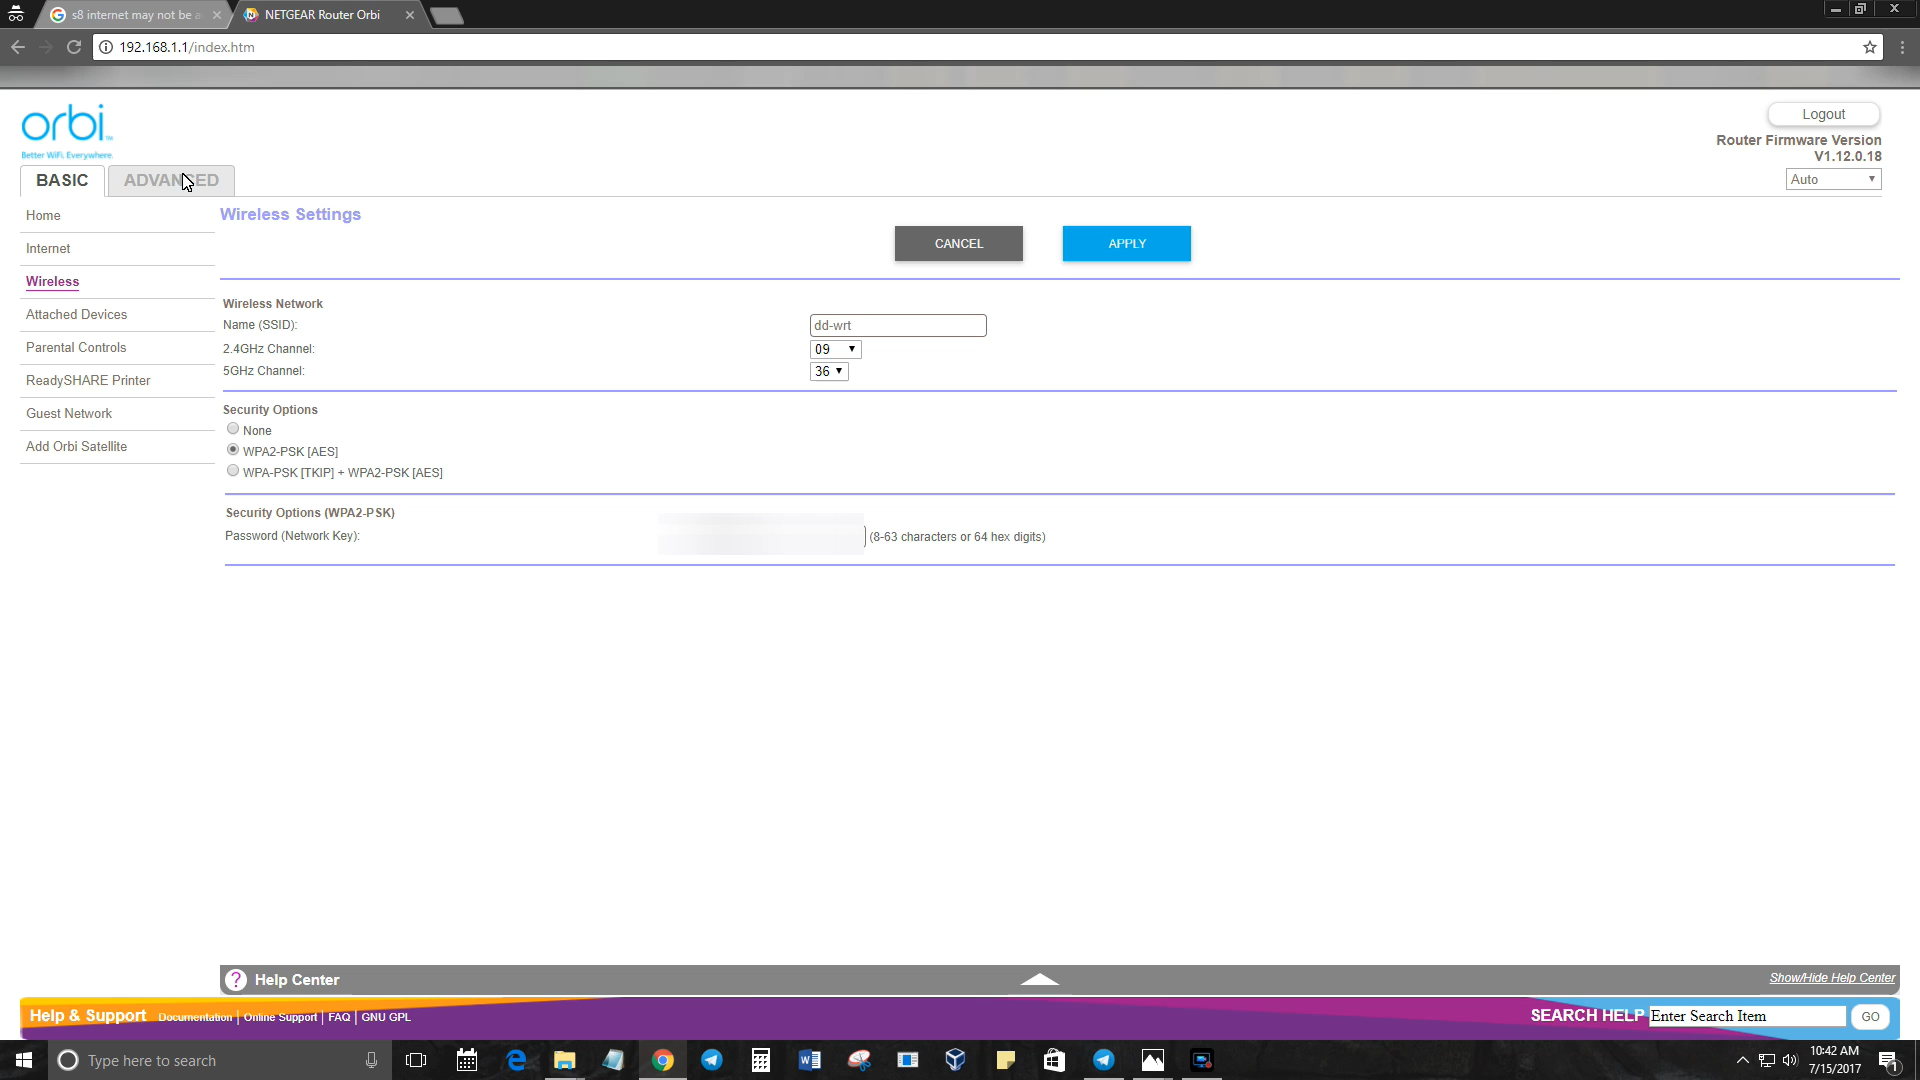 s8 internet may not be a
NETGEAR Router Orbi
192.168.1.1/index.htm
orbi
TM
Better WiFi. Everywhere.
Logout
Router Firmware Version
V1.12.0.18
Auto
BASIC
ADVANCED
Home
Internet
Wireless
Attached Devices
Parental Controls
ReadySHARE Printer
Guest Network
Add Orbi Satellite
Wireless Settings
CANCEL
APPLY
Wireless Network
Name (SSID):
dd-wrt
2.4GHz Channel:
09
5GHz Channel:
36
Security Options
None
WPA2-PSK [AES]
WPA-PSK [TKIP] + WPA2-PSK [AES]
Security Options (WPA2-PSK)
Password (Network Key):
(8-63 characters or 64 hex digits)
? Help Center
Show/Hide Help Center
Help & Support
Documentation | Online Support | FAQ | GNU GPL
SEARCH HELP
Enter Search Item
GO
Type here to search
10:42 AM
7/15/2017
1